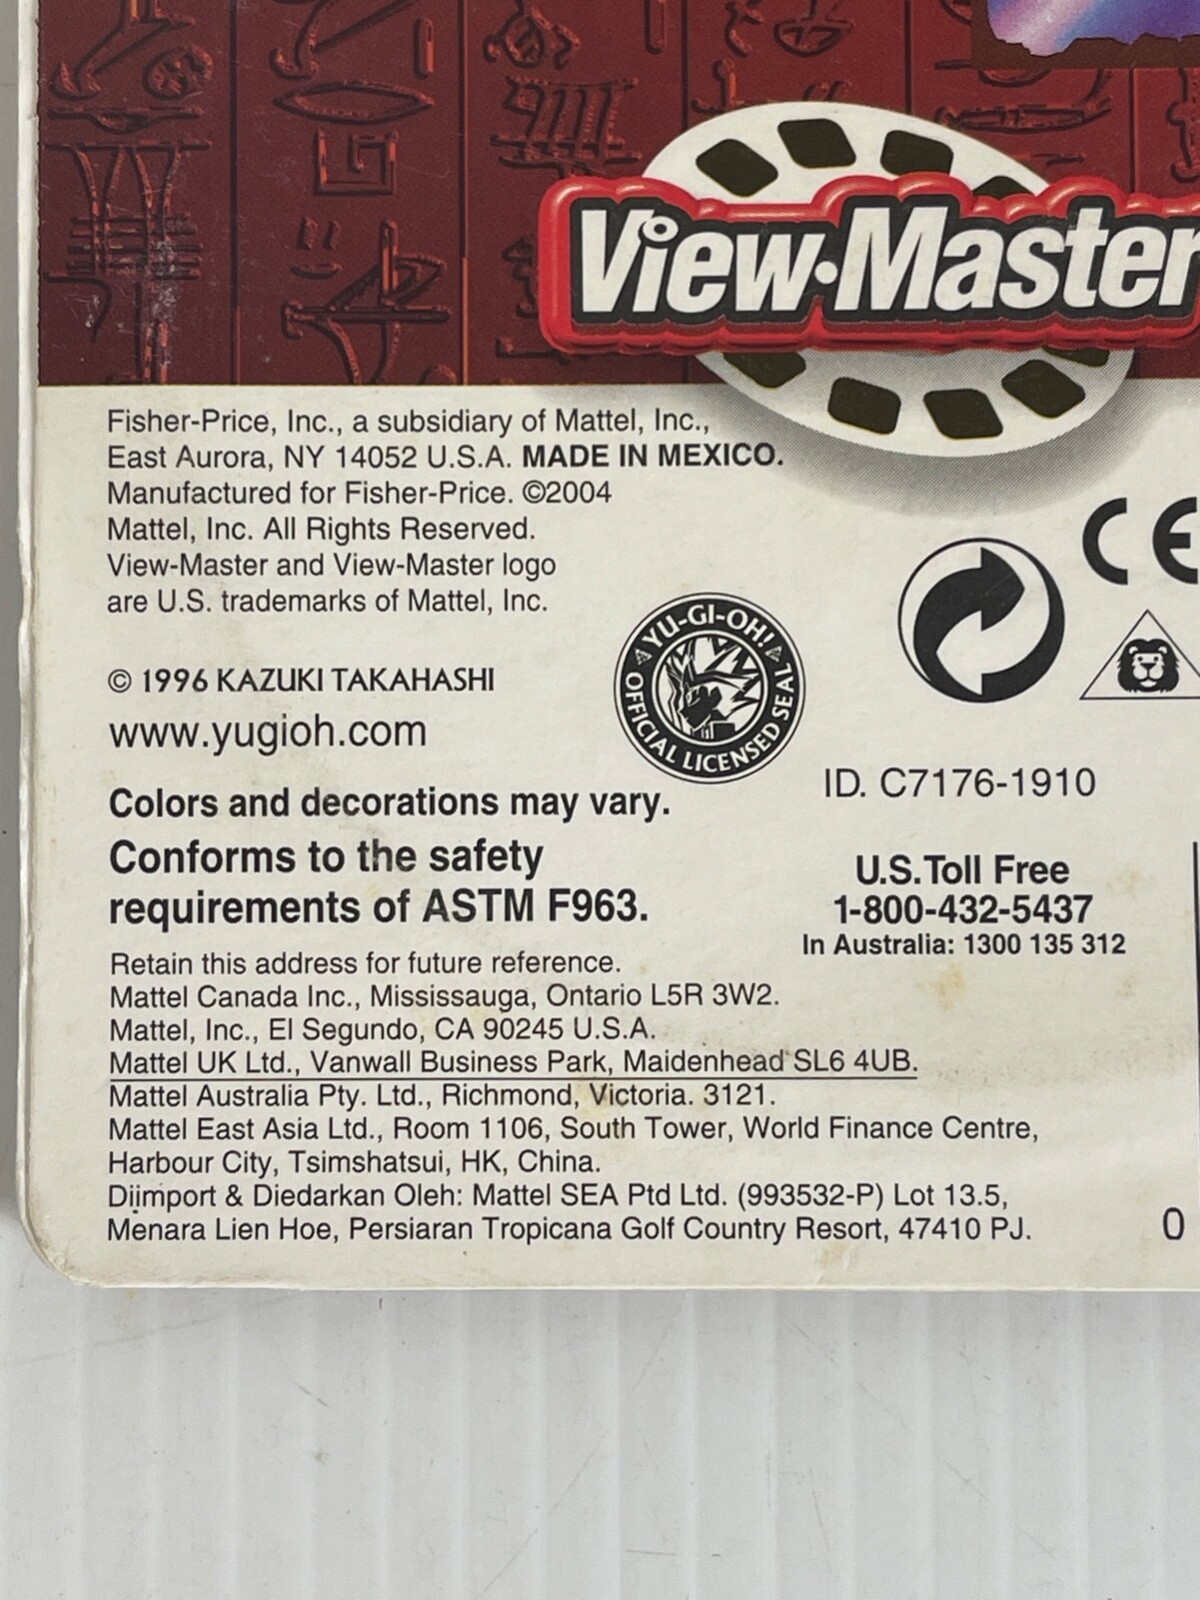 View-Master
Fisher-Price, Inc., a subsidiary of Mattel, Inc.,
East Aurora, NY 14052 U.S.A. MADE IN MEXICO.
Manufactured for Fisher-Price. ©2004
Mattel, Inc. All Rights Reserved.
View-Master and View-Master logo
are U.S. trademarks of Mattel, Inc.
CE
© 1996 KAZUKI TAKAHASHI
www.yugioh.com
YU-GI-OH!
OFFICIAL LICENSED SEAL
ID. C7176-1910
Colors and decorations may vary.
Conforms to the safety
requirements of ASTM F963.
U.S. Toll Free
1-800-432-5437
In Australia: 1300 135 312
Retain this address for future reference.
Mattel Canada Inc., Mississauga, Ontario L5R 3W2.
Mattel, Inc., El Segundo, CA 90245 U.S.A.
Mattel UK Ltd., Vanwall Business Park, Maidenhead SL6 4UB.
Mattel Australia Pty. Ltd., Richmond, Victoria. 3121.
Mattel East Asia Ltd., Room 1106, South Tower, World Finance Centre,
Harbour City, Tsimshatsui, HK, China.
Diimport & Diedarkan Oleh: Mattel SEA Ptd Ltd. (993532-P) Lot 13.5,
Menara Lien Hoe, Persiaran Tropicana Golf Country Resort, 47410 PJ.
0